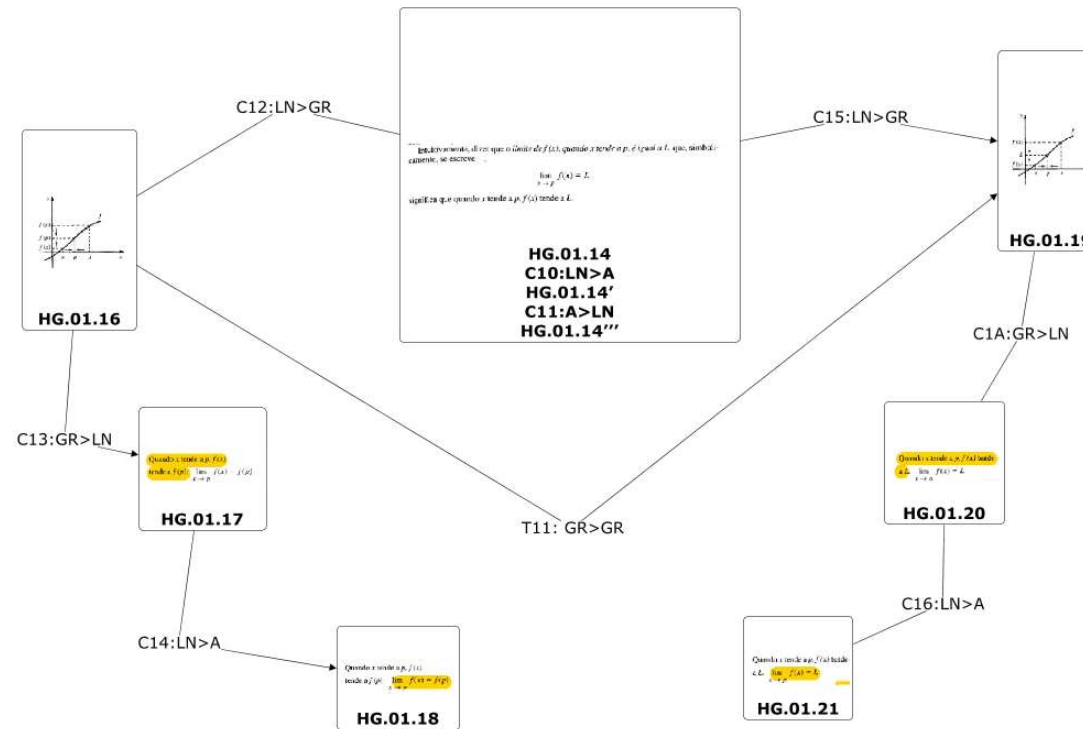 C12:LN>GR
C15:LN>GR
Intuitivamente, dizer que o limite de f (x), quando x tende a p, é igual a L que, simboli-
camente, se escreve
lim f(x) = L
x → p
significa que quando x tende a p, f (x) tende a L.
HG.01.14
C10:LN>A
HG.01.14'
C11:A>LN
HG.01.14'''
f (x)
f (p)
f (x)
HG.01.16
HG.01.19
C1A:GR>LN
C13:GR>LN
Quando x tende a p, f (x)
tende a f (p): lim f(x) = f(p)
x → p
HG.01.17
Quando x tende a p, f (x) tende
a L. lim f(x) = L
HG.01.20
T11: GR>GR
C14:LN>A
C16:LN>A
Quando x tende a p, f (x)
tende a f (p) lim f(x) = f(p)
x → p
HG.01.18
Quando x tende a p, f (x) tende
a L. lim f(x) = L
x → p
HG.01.21